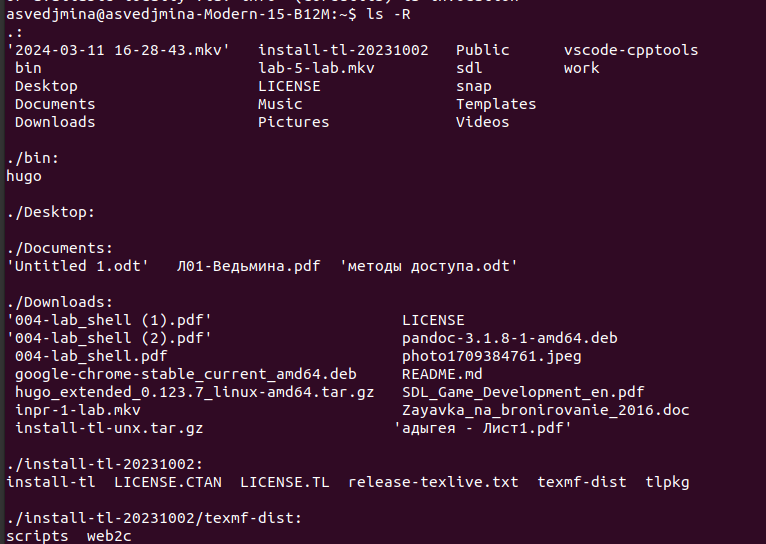 asvedjmina@asvedjmina-Modern-15-B12M:~$ ls -R
.:
'2024-03-11 16-28-43.mkv'   install-tl-20231002   Public      vscode-cpptools
 bin                        lab-5-lab.mkv         sdl         work
 Desktop                    LICENSE               snap
 Documents                  Music                 Templates
 Downloads                  Pictures              Videos

./bin:
hugo

./Desktop:

./Documents:
'Untitled 1.odt'   Л01-Ведьмина.pdf  'методы доступа.odt'

./Downloads:
'004-lab_shell (1).pdf'                     LICENSE
'004-lab_shell (2).pdf'                     pandoc-3.1.8-1-amd64.deb
 004-lab_shell.pdf                          photo1709384761.jpeg
 google-chrome-stable_current_amd64.deb     README.md
 hugo_extended_0.123.7_linux-amd64.tar.gz   SDL_Game_Development_en.pdf
 inpr-1-lab.mkv                             Zayavka_na_bronirovanie_2016.doc
 install-tl-unx.tar.gz                     'адыгея - Лист1.pdf'

./install-tl-20231002:
install-tl  LICENSE.CTAN  LICENSE.TL  release-texlive.txt  texmf-dist  tlpkg

./install-tl-20231002/texmf-dist:
scripts  web2c